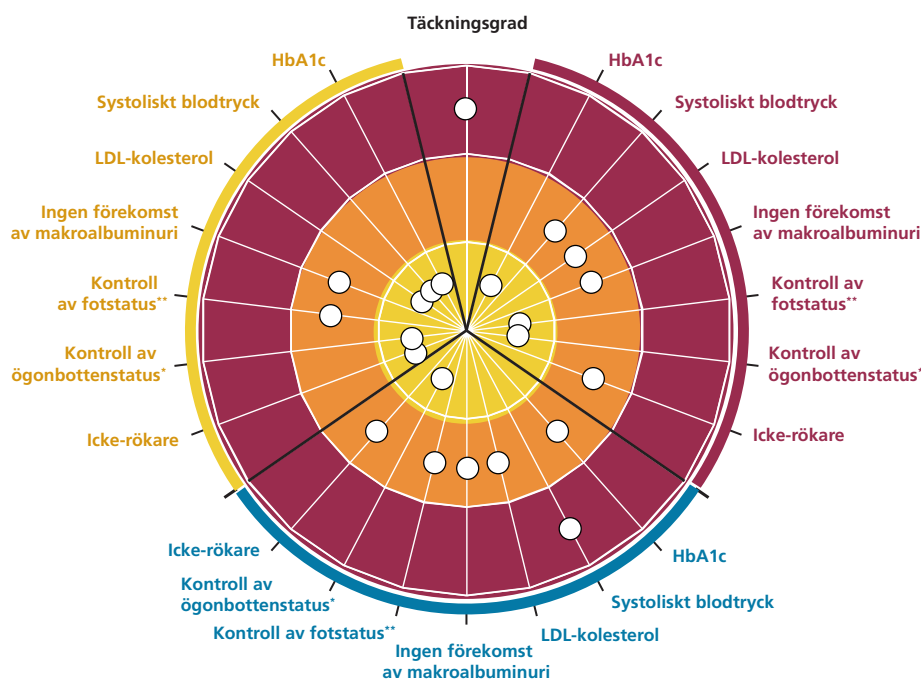 Täckningsgrad
HbA1c
Systoliskt blodtryck
LDL-kolesterol
Ingen förekomst
av makroalbuminuri
Kontroll av
fotstatus**
Kontroll av
ögonbottenstatus*
Icke-rökare
HbA1c
Systoliskt blodtryck
LDL-kolesterol
Ingen förekomst
av makroalbuminuri
Kontroll av fotstatus**
Kontroll av
ögonbottenstatus*
Icke-rökare
Icke-rökare
Kontroll av
ögonbottenstatus*
Kontroll
av fotstatus**
Ingen förekomst
av makroalbuminuri
LDL-kolesterol
Systoliskt blodtryck
HbA1c